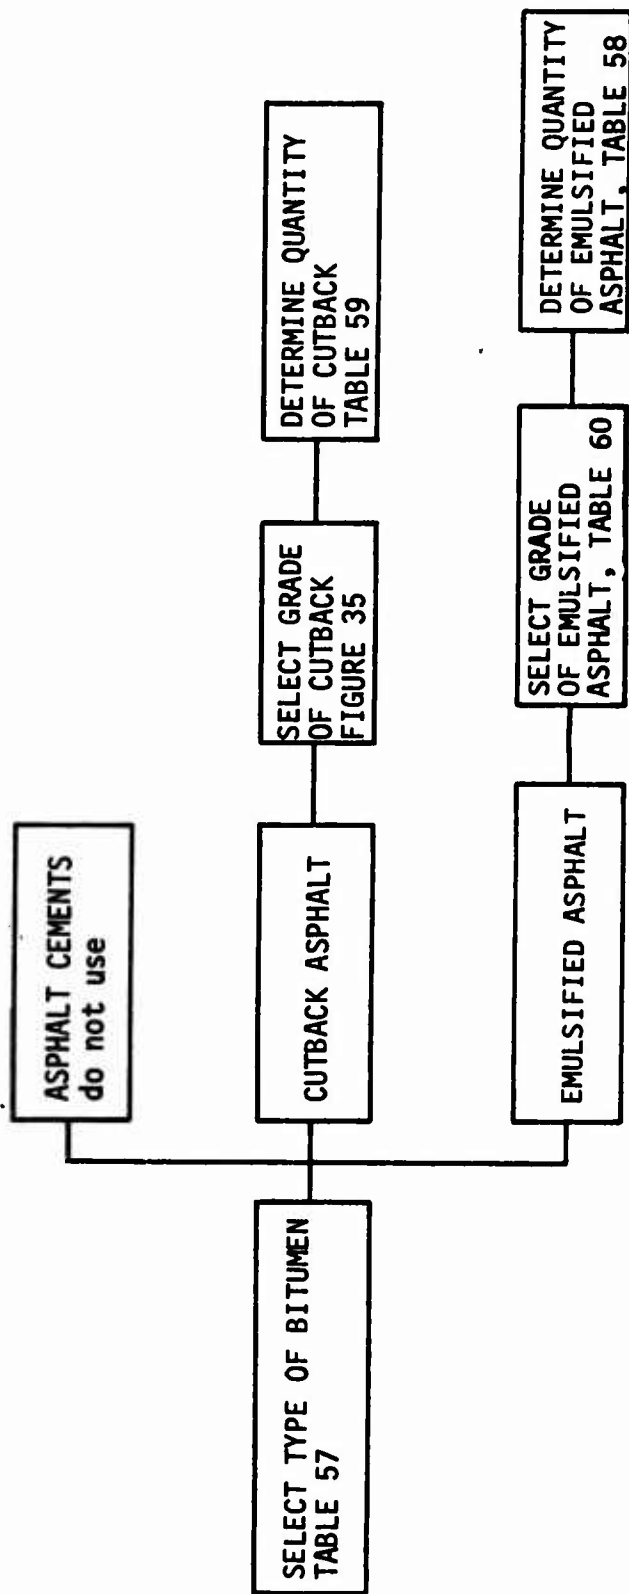 SELECT TYPE OF BITUMEN
TABLE 57
ASPHALT CEMENTS
do not use
CUTBACK ASPHALT
SELECT GRADE
OF CUTBACK
FIGURE 35
DETERMINE QUANTITY
OF CUTBACK
TABLE 59
EMULSIFIED ASPHALT
SELECT GRADE
OF EMULSIFIED
ASPHALT, TABLE 60
DETERMINE QUANTITY
OF EMULSIFIED
ASPHALT, TABLE 58